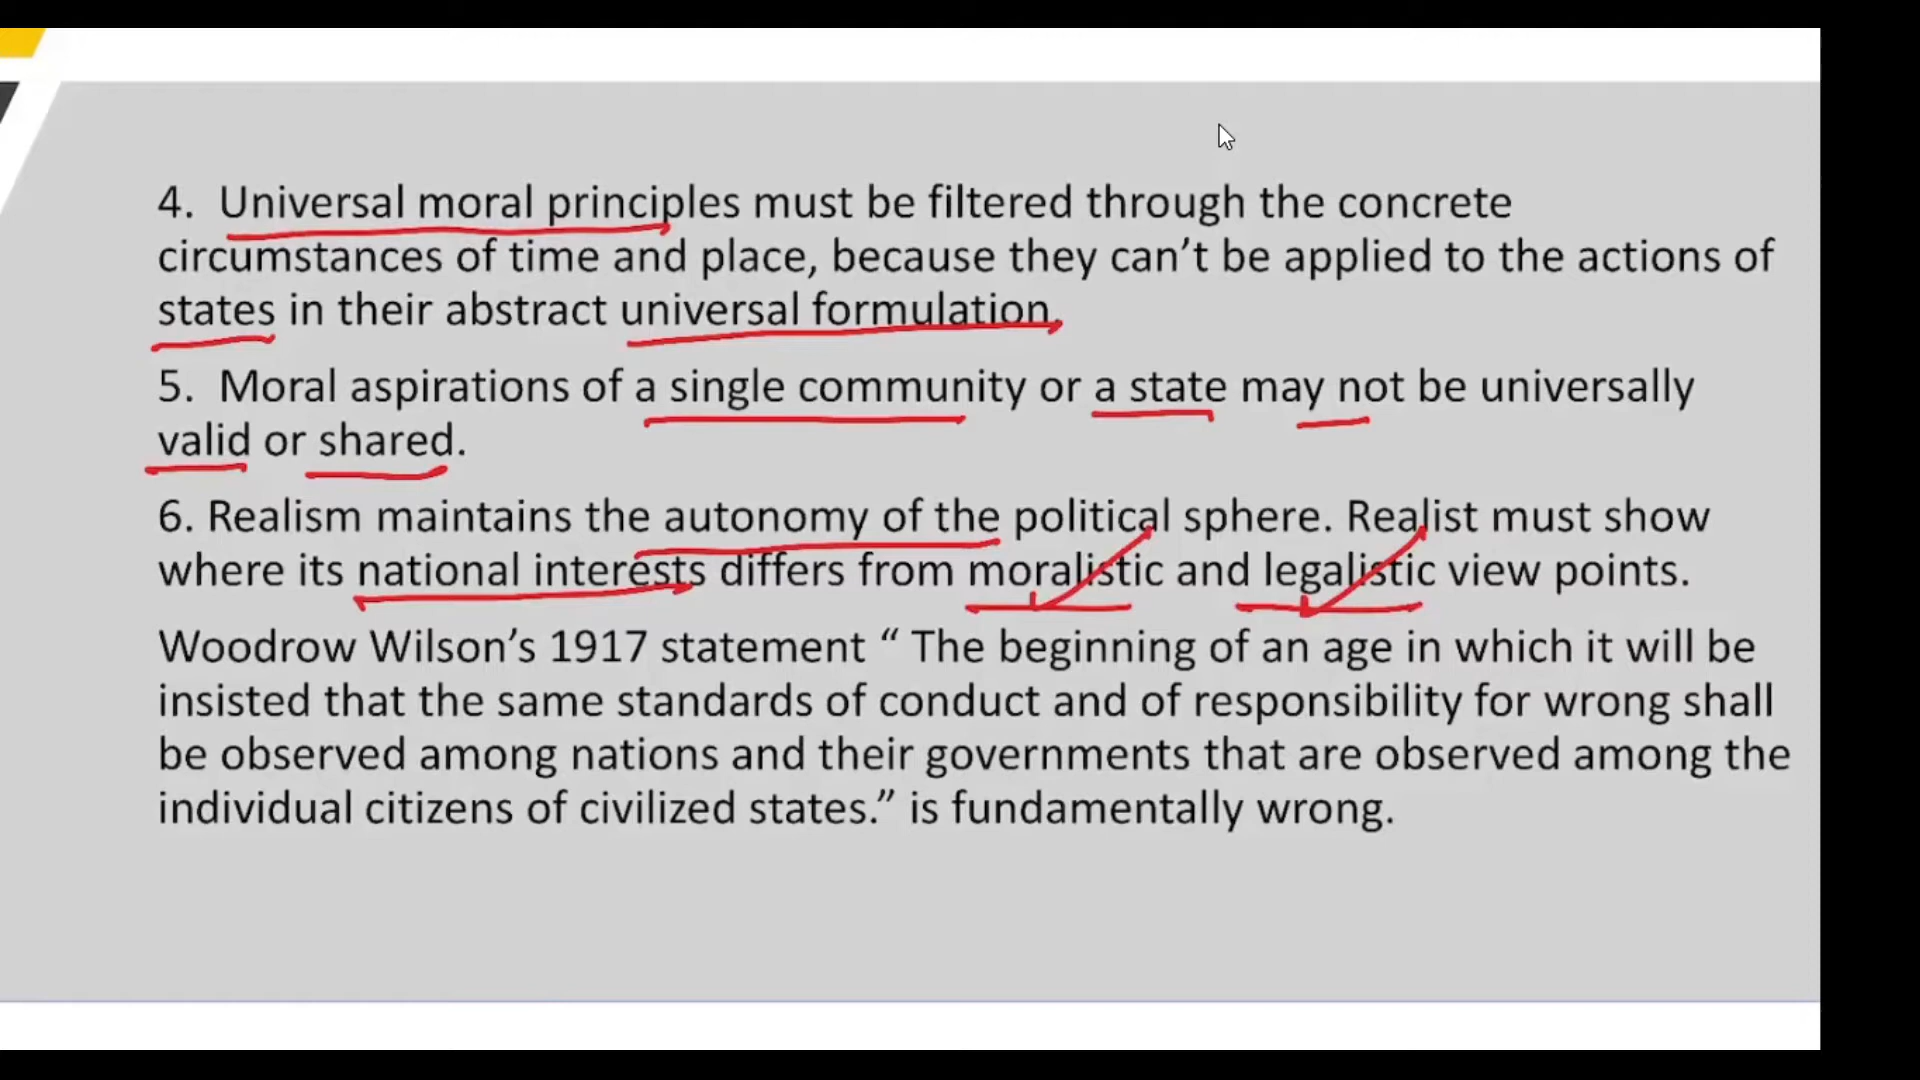 4. Universal moral principles must be filtered through the concrete
circumstances of time and place, because they can’t be applied to the actions of
states in their abstract universal formulation.
5. Moral aspirations of a single community or a state may not be universally
valid or shared.
6. Realism maintains the autonomy of the political sphere. Realist must show
where its national interests differs from moralistic and legalistic view points.
Woodrow Wilson’s 1917 statement “ The beginning of an age in which it will be
insisted that the same standards of conduct and of responsibility for wrong shall
be observed among nations and their governments that are observed among the
individual citizens of civilized states.” is fundamentally wrong.